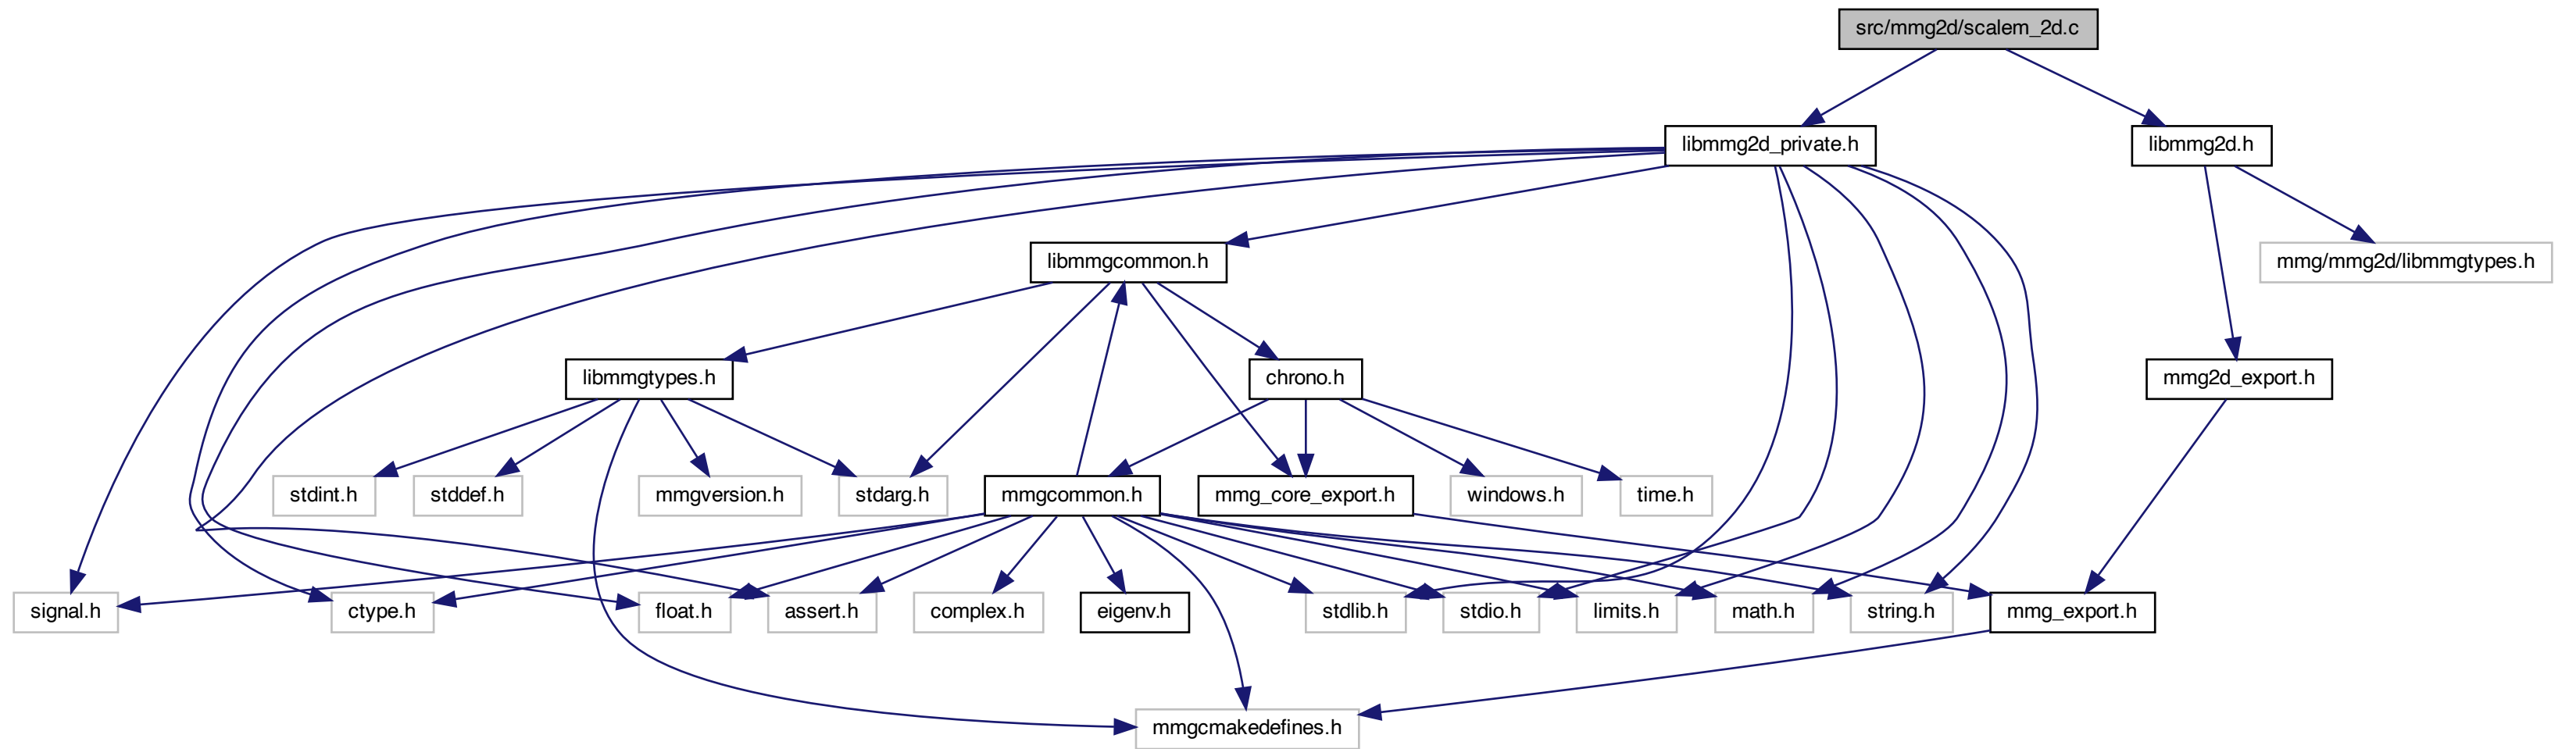 src/mmg2d/scalem_2d.c
libmmg2d_private.h
libmmg2d.h
libmmgcommon.h
mmg/mmg2d/libmmgtypes.h
libmmgtypes.h
chrono.h
mmg2d_export.h
stdint.h
stddef.h
mmgversion.h
stdarg.h
mmgcommon.h
mmg_core_export.h
windows.h
time.h
signal.h
ctype.h
float.h
assert.h
complex.h
eigenv.h
stdlib.h
stdio.h
limits.h
math.h
string.h
mmg_export.h
mmgcmakedefines.h